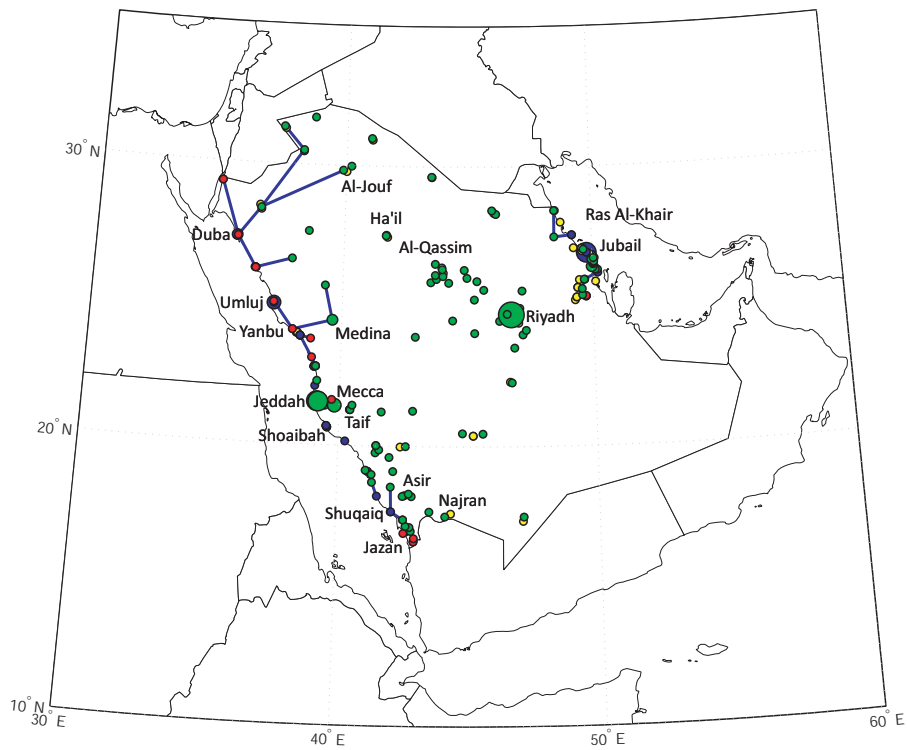 30°N
Al-Jouf
Ha'il
Ras Al-Khair
Duba
Al-Qassim
Jubail
Umluj
Riyadh
Yanbu
Medina
Mecca
Jeddah
Taif
20°N
Shoaibah
Asir
Najran
Shuqaiq
Jazan
10°N
30°E
40°E
50°E
60°E